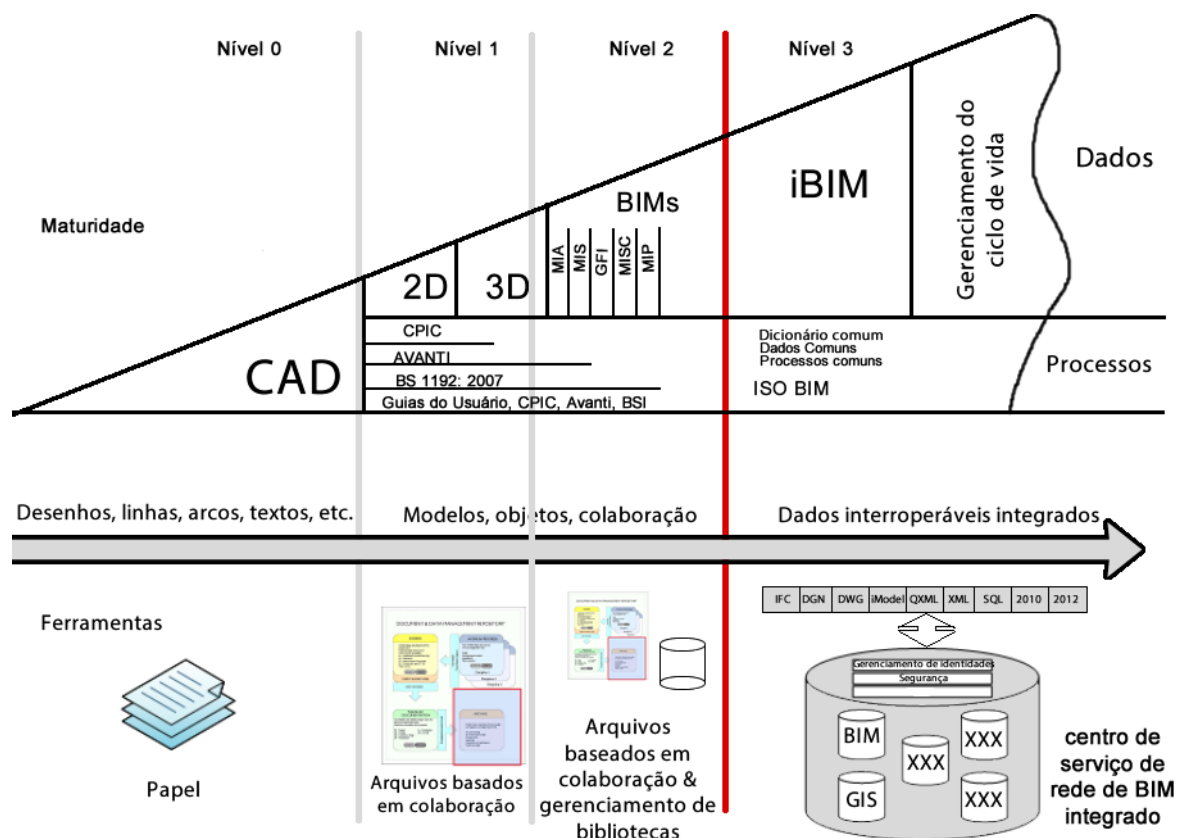 Nível 0
Nível 1
Nível 2
Nível 3
Maturidade
CAD
2D
3D
BIMs
MIA
MIS
GFI
MISC
MIP
iBIM
Gerenciamento do
ciclo de vida
Dados
CPIC
AVANTI
BS 1192: 2007
Guias do Usuário, CPIC, Avanti, BSI
Dicionário comum
Dados Comuns
Processos comuns
ISO BIM
Processos
Desenhos, linhas, arcos, textos, etc.
Modelos, objetos, colaboração
Dados interroperáveis integrados
Ferramentas
Papel
DOCUMENT & DATA MANAGEMENT REPOSITORY
Arquivos basados
em colaboração
Arquivos
baseados em
colaboração &
gerenciamento de
bibliotecas
IFC DGN DWG iModel QXML XML SQL 2010 2012
Gerenciamento de identidades
Segurança
BIM
XXX
XXX
GIS
XXX
centro de
serviço de
rede de BIM
integrado